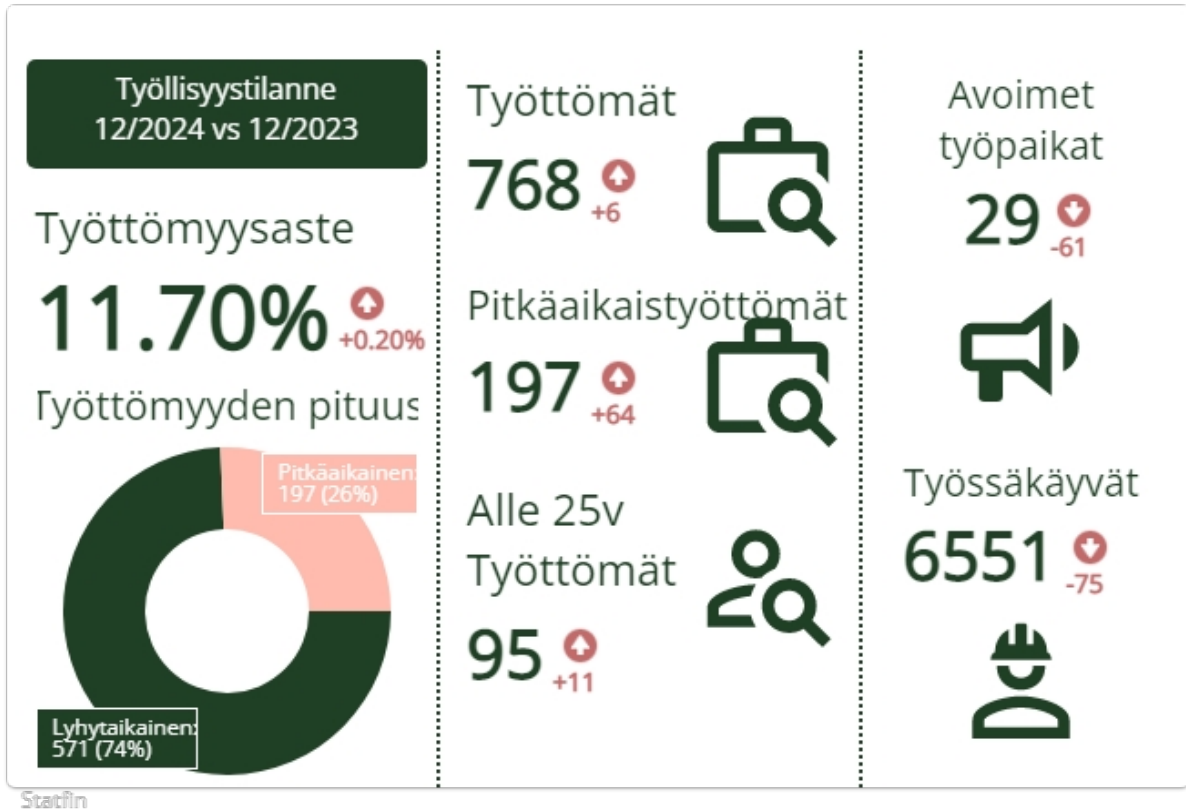 Työllisyystilanne
12/2024 vs 12/2023
Työttömyysaste
11.70%
+0.20%
Työttömyyden pituus
Pitkäaikainen:
197 (26%)
Lyhytaikainen:
571 (74%)
Työttömät
768
+6
Pitkäaikaistyöttömät
197
+64
Alle 25v
Työttömät
95
+11
Avoimet
työpaikat
29
-61
Työssäkäyvät
6551
-75
Statfin